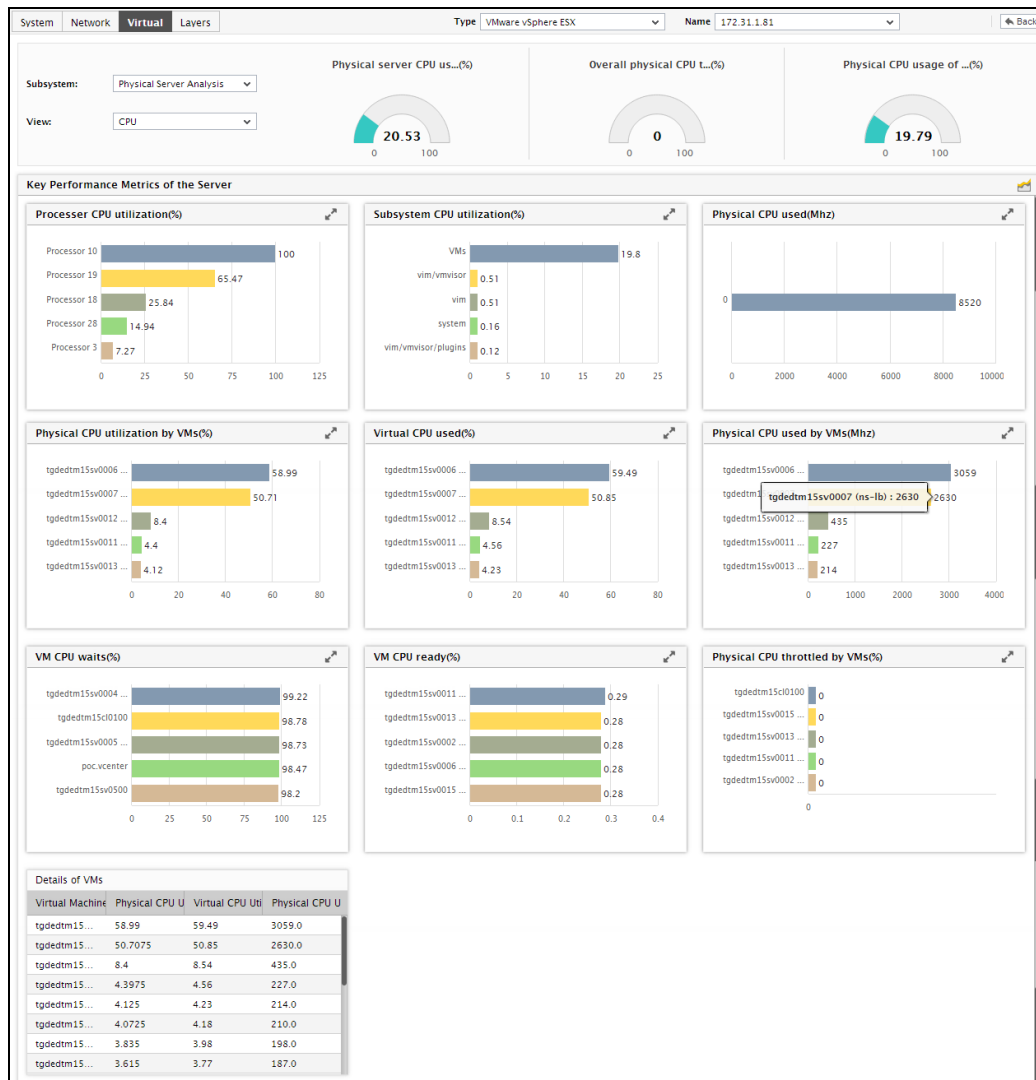 System Network Virtual Layers Type VMware vSphere ESX Name 172.31.1.81 Back
Subsystem: Physical Server Analysis
View: CPU
Physical server CPU us...(%)
20.53
0 100
Overall physical CPU t...(%)
0
0 100
Physical CPU usage of ...(%)
19.79
0 100
Key Performance Metrics of the Server
Processer CPU utilization(%)
Processor 10 100
Processor 19 65.47
Processor 18 25.84
Processor 28 14.94
Processor 3 7.27
0 25 50 75 100 125
Subsystem CPU utilization(%)
VMs 19.8
vim/vmvisor 0.51
vim 0.51
system 0.16
vim/vmvisor/plugins 0.12
0 5 10 15 20 25
Physical CPU used(Mhz)
0 8520
0 2000 4000 6000 8000 10000
Physical CPU utilization by VMs(%)
tgdedtm15sv0006 ... 58.99
tgdedtm15sv0007 ... 50.71
tgdedtm15sv0012 ... 8.4
tgdedtm15sv0011 ... 4.4
tgdedtm15sv0013 ... 4.12
0 20 40 60 80
Virtual CPU used(%)
tgdedtm15sv0006 ... 59.49
tgdedtm15sv0007 ... 50.85
tgdedtm15sv0012 ... 8.54
tgdedtm15sv0011 ... 4.56
tgdedtm15sv0013 ... 4.23
0 20 40 60 80
Physical CPU used by VMs(Mhz)
tgdedtm15sv0006 ... 3059
tgdedtm15sv0007 (ns-lb) : 2630 2630
tgdedtm15sv0012 ... 435
tgdedtm15sv0011 ... 227
tgdedtm15sv0013 ... 214
0 1000 2000 3000 4000
VM CPU waits(%)
tgdedtm15sv0004 ... 99.22
tgdedtm15cl0100 98.78
tgdedtm15sv0005 ... 98.73
poc.vcenter 98.47
tgdedtm15sv0500 98.2
0 25 50 75 100 125
VM CPU ready(%)
tgdedtm15sv0011 ... 0.29
tgdedtm15sv0013 ... 0.28
tgdedtm15sv0002 ... 0.28
tgdedtm15sv0006 ... 0.28
tgdedtm15sv0015 ... 0.28
0 0.1 0.2 0.3 0.4
Physical CPU throttled by VMs(%)
tgdedtm15cl0100 0
tgdedtm15sv0015 ... 0
tgdedtm15sv0013 ... 0
tgdedtm15sv0011 ... 0
tgdedtm15sv0002 ... 0
0
Details of VMs
Virtual Machine Physical CPU U Virtual CPU Uti Physical CPU U
tgdedtm15... 58.99 59.49 3059.0
tgdedtm15... 50.7075 50.85 2630.0
tgdedtm15... 8.4 8.54 435.0
tgdedtm15... 4.3975 4.56 227.0
tgdedtm15... 4.125 4.23 214.0
tgdedtm15... 4.0725 4.18 210.0
tgdedtm15... 3.835 3.98 198.0
tgdedtm15... 3.615 3.77 187.0